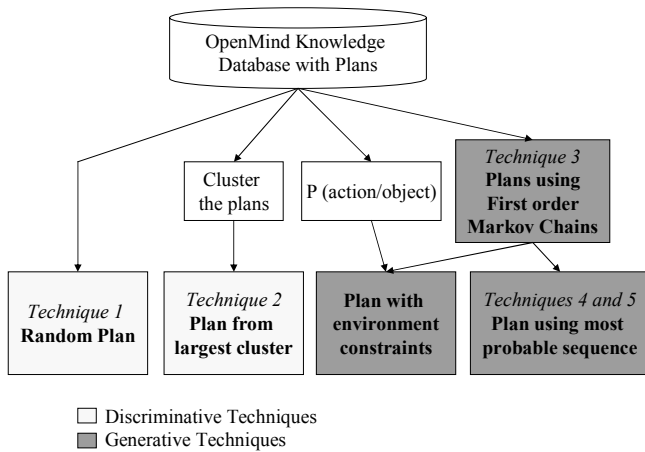 OpenMind Knowledge
Database with Plans
Cluster
the plans
P (action/object)
Technique 3
Plans using
First order
Markov Chains
Technique 1
Random Plan
Technique 2
Plan from
largest cluster
Plan with
environment
constraints
Techniques 4 and 5
Plan using most
probable sequence
Discriminative Techniques
Generative Techniques